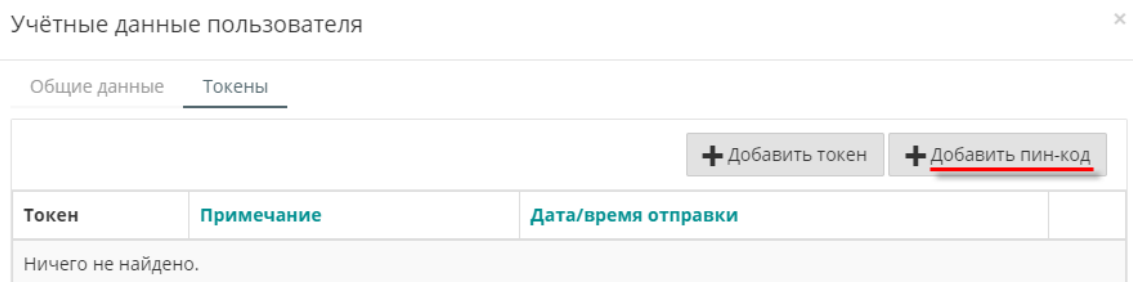 Учётные данные пользователя ×
Общие данные Токены
+ Добавить токен + Добавить пин-код
Токен Примечание Дата/время отправки
Ничего не найдено.